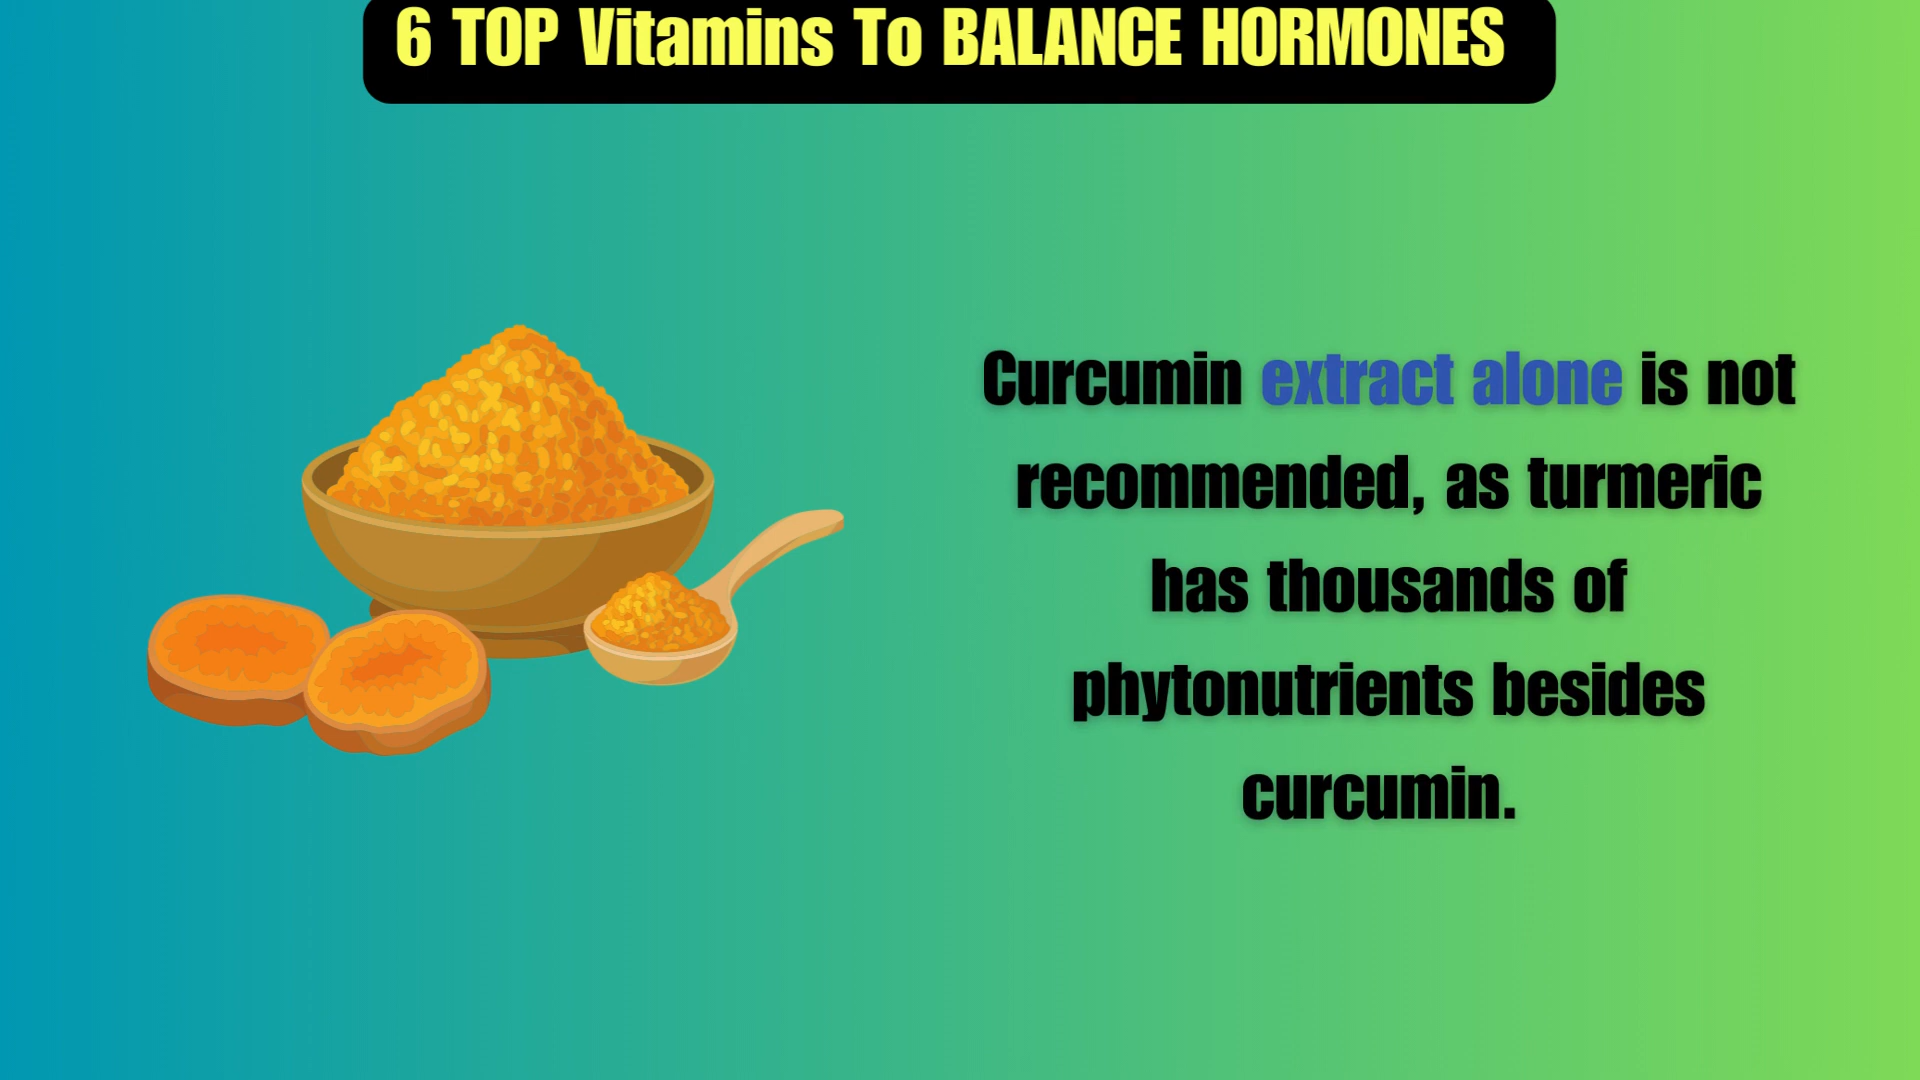 6 TOP Vitamins To BALANCE HORMONES
Curcumin extract alone is not
recommended, as turmeric
has thousands of
phytonutrients besides
curcumin.